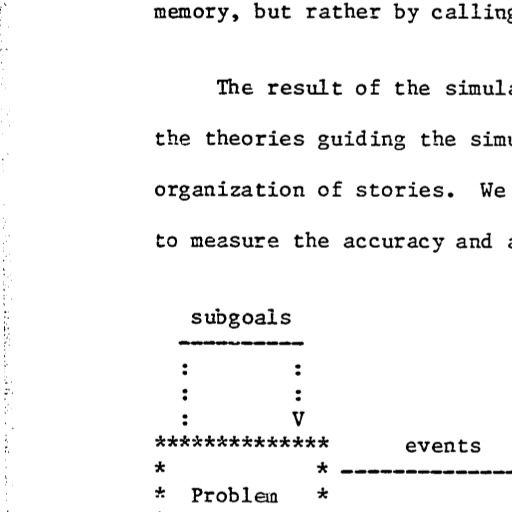 memory, but rather by calling
The result of the simula
the theories guiding the simu
organization of stories. We
to measure the accuracy and a
subgoals
----------
: :
: :
: V
************** events
* * --------------
* Problem *